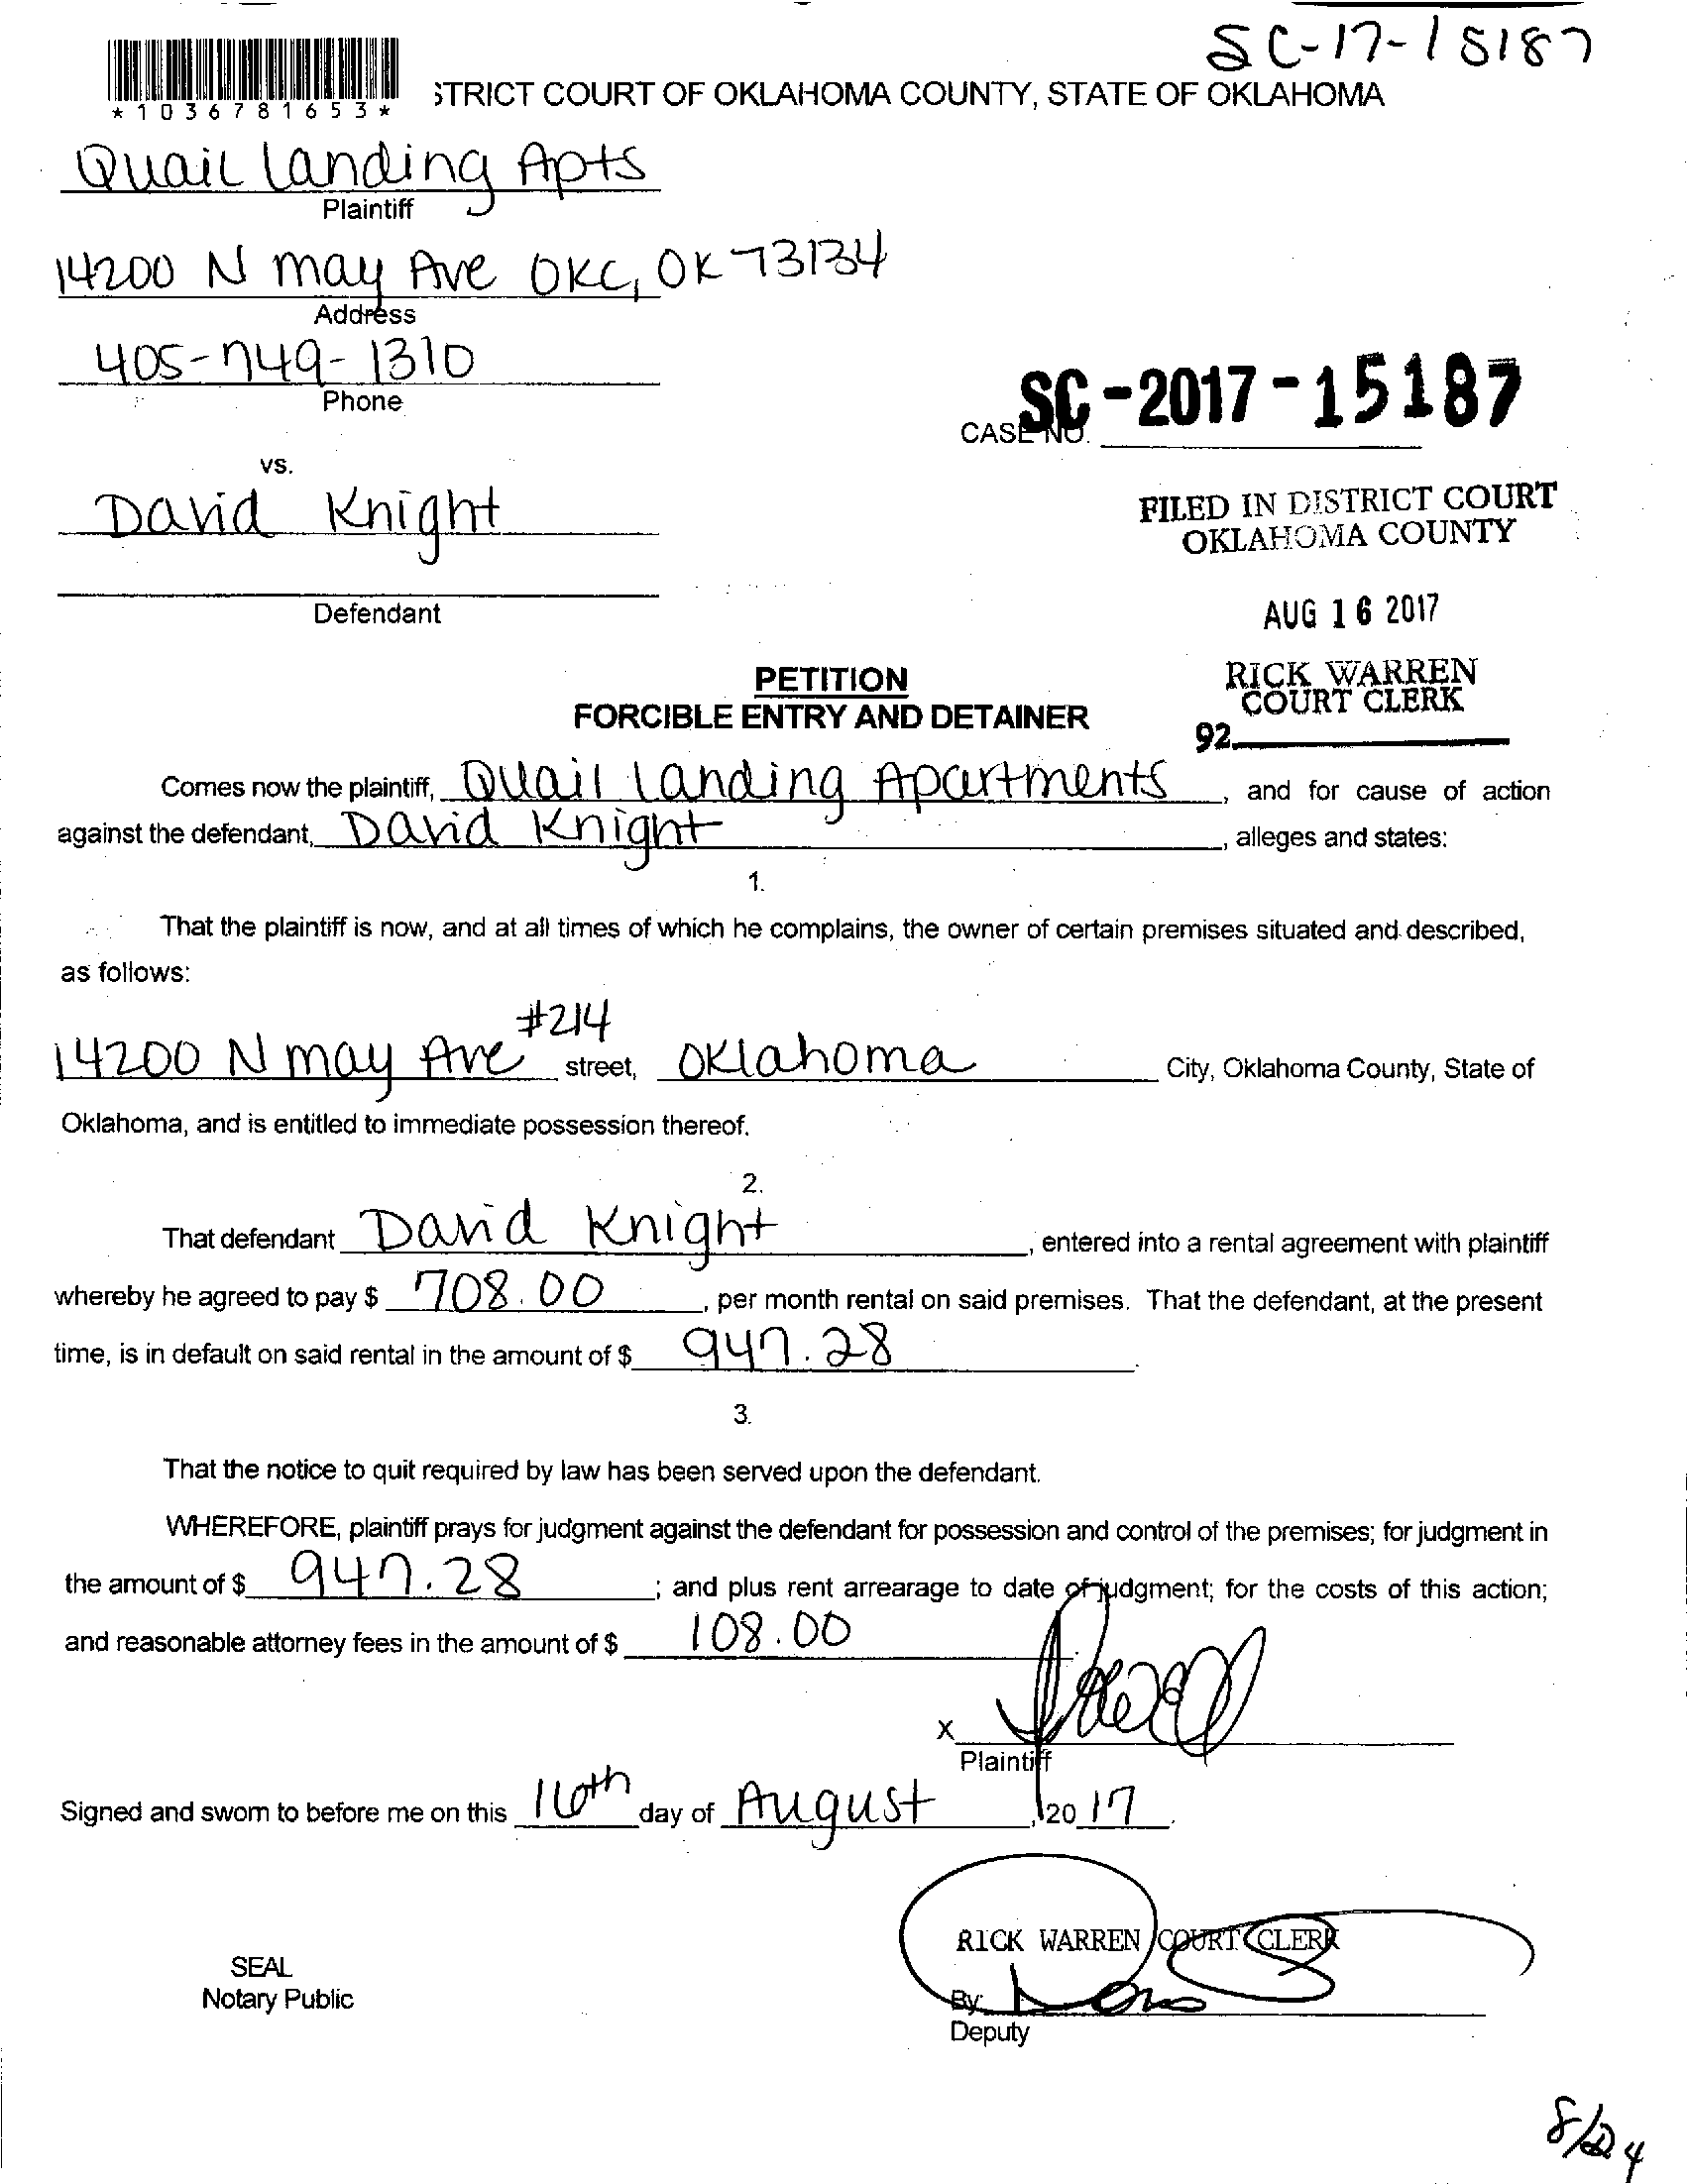 SC-17-15187
*1036781653*
STRICT COURT OF OKLAHOMA COUNTY, STATE OF OKLAHOMA
Quail Landing Apts
Plaintiff
14200 N May Ave OKC, OK 73134
Address
405-749-1310
Phone
SC-2017-15187
CASE NO.
vs.
David Knight
FILED IN DISTRICT COURT
OKLAHOMA COUNTY
Defendant
AUG 16 2017
PETITION
FORCIBLE ENTRY AND DETAINER
RICK WARREN
COURT CLERK
92
Comes now the plaintiff, Quail Landing Apartments, and for cause of action
against the defendant, David Knight, alleges and states:
1.
That the plaintiff is now, and at all times of which he complains, the owner of certain premises situated and described,
as follows:
#214
14200 N May Ave street, Oklahoma City, Oklahoma County, State of
Oklahoma, and is entitled to immediate possession thereof.
2.
That defendant David Knight, entered into a rental agreement with plaintiff
whereby he agreed to pay $ 708.00, per month rental on said premises. That the defendant, at the present
time, is in default on said rental in the amount of $ 947.28.
3.
That the notice to quit required by law has been served upon the defendant.
WHEREFORE, plaintiff prays for judgment against the defendant for possession and control of the premises; for judgment in
the amount of $ 947.28; and plus rent arrearage to date of judgment; for the costs of this action;
and reasonable attorney fees in the amount of $ 108.00
X
Plaintiff
Signed and sworn to before me on this 16th day of August, 2017.
RICK WARREN COURT CLERK
SEAL
Notary Public
By:
Deputy
8/24